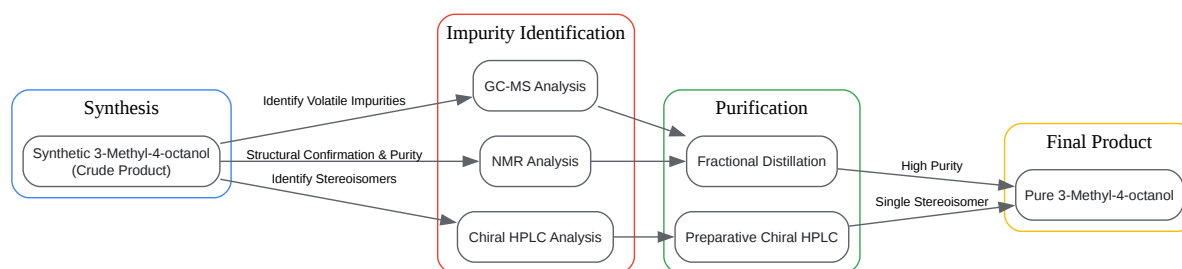 Synthesis
Synthetic 3-Methyl-4-octanol
(Crude Product)
Identify Volatile Impurities
Structural Confirmation & Purity
Identify Stereoisomers
Impurity Identification
GC-MS Analysis
NMR Analysis
Chiral HPLC Analysis
Purification
Fractional Distillation
Preparative Chiral HPLC
High Purity
Single Stereoisomer
Final Product
Pure 3-Methyl-4-octanol